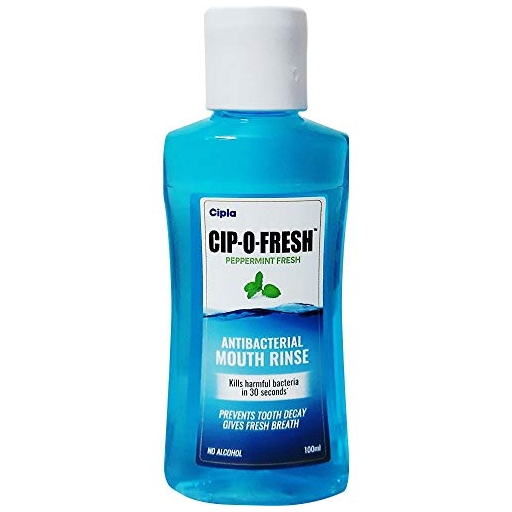 Cipla
CIP-O-FRESH™
PEPPERMINT FRESH
ANTIBACTERIAL
MOUTH RINSE
Kills harmful bacteria
in 30 seconds*
PREVENTS TOOTH DECAY
GIVES FRESH BREATH
NO ALCOHOL
100ml